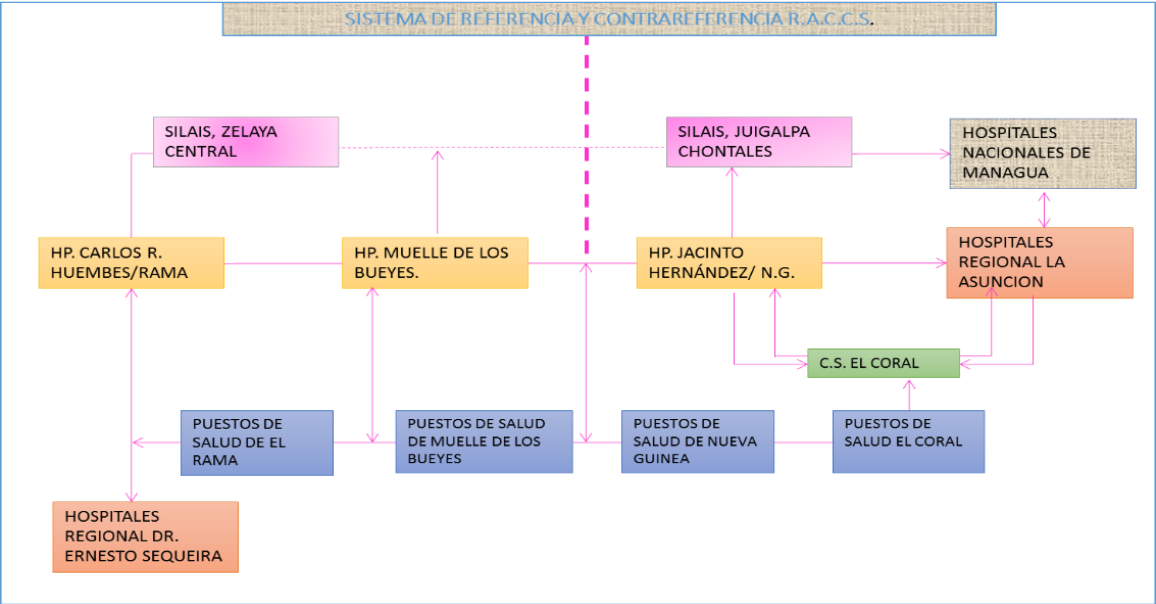 SISTEMA DE REFERENCIA Y CONTRAREFERENCIA R.A.C.C.S.
SILAIS, ZELAYA
CENTRAL
SILAIS, JUIGALPA
CHONTALES
HOSPITALES
NACIONALES DE
MANAGUA
HP. CARLOS R.
HUEMBES/RAMA
HP. MUELLE DE LOS
BUEYES.
HP. JACINTO
HERNÁNDEZ/ N.G.
HOSPITALES
REGIONAL LA
ASUNCION
C.S. EL CORAL
PUESTOS DE
SALUD DE EL
RAMA
PUESTOS DE SALUD
DE MUELLE DE LOS
BUEYES
PUESTOS DE
SALUD DE NUEVA
GUINEA
PUESTOS DE
SALUD EL CORAL
HOSPITALES
REGIONAL DR.
ERNESTO SEQUEIRA